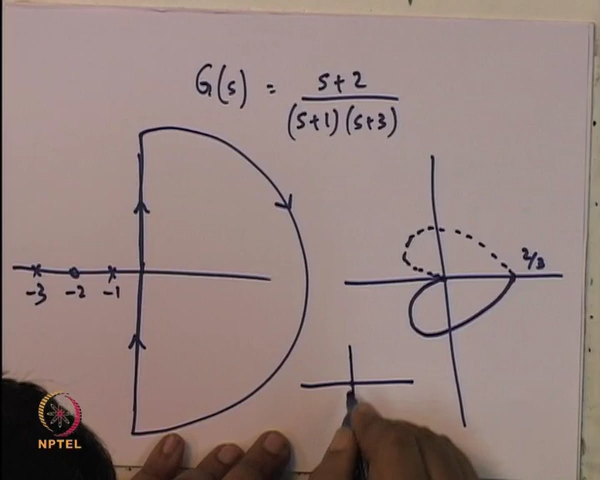 G(s) = s+2
(s+1)(s+3)
-3 -2 -1
2/3
NPTEL